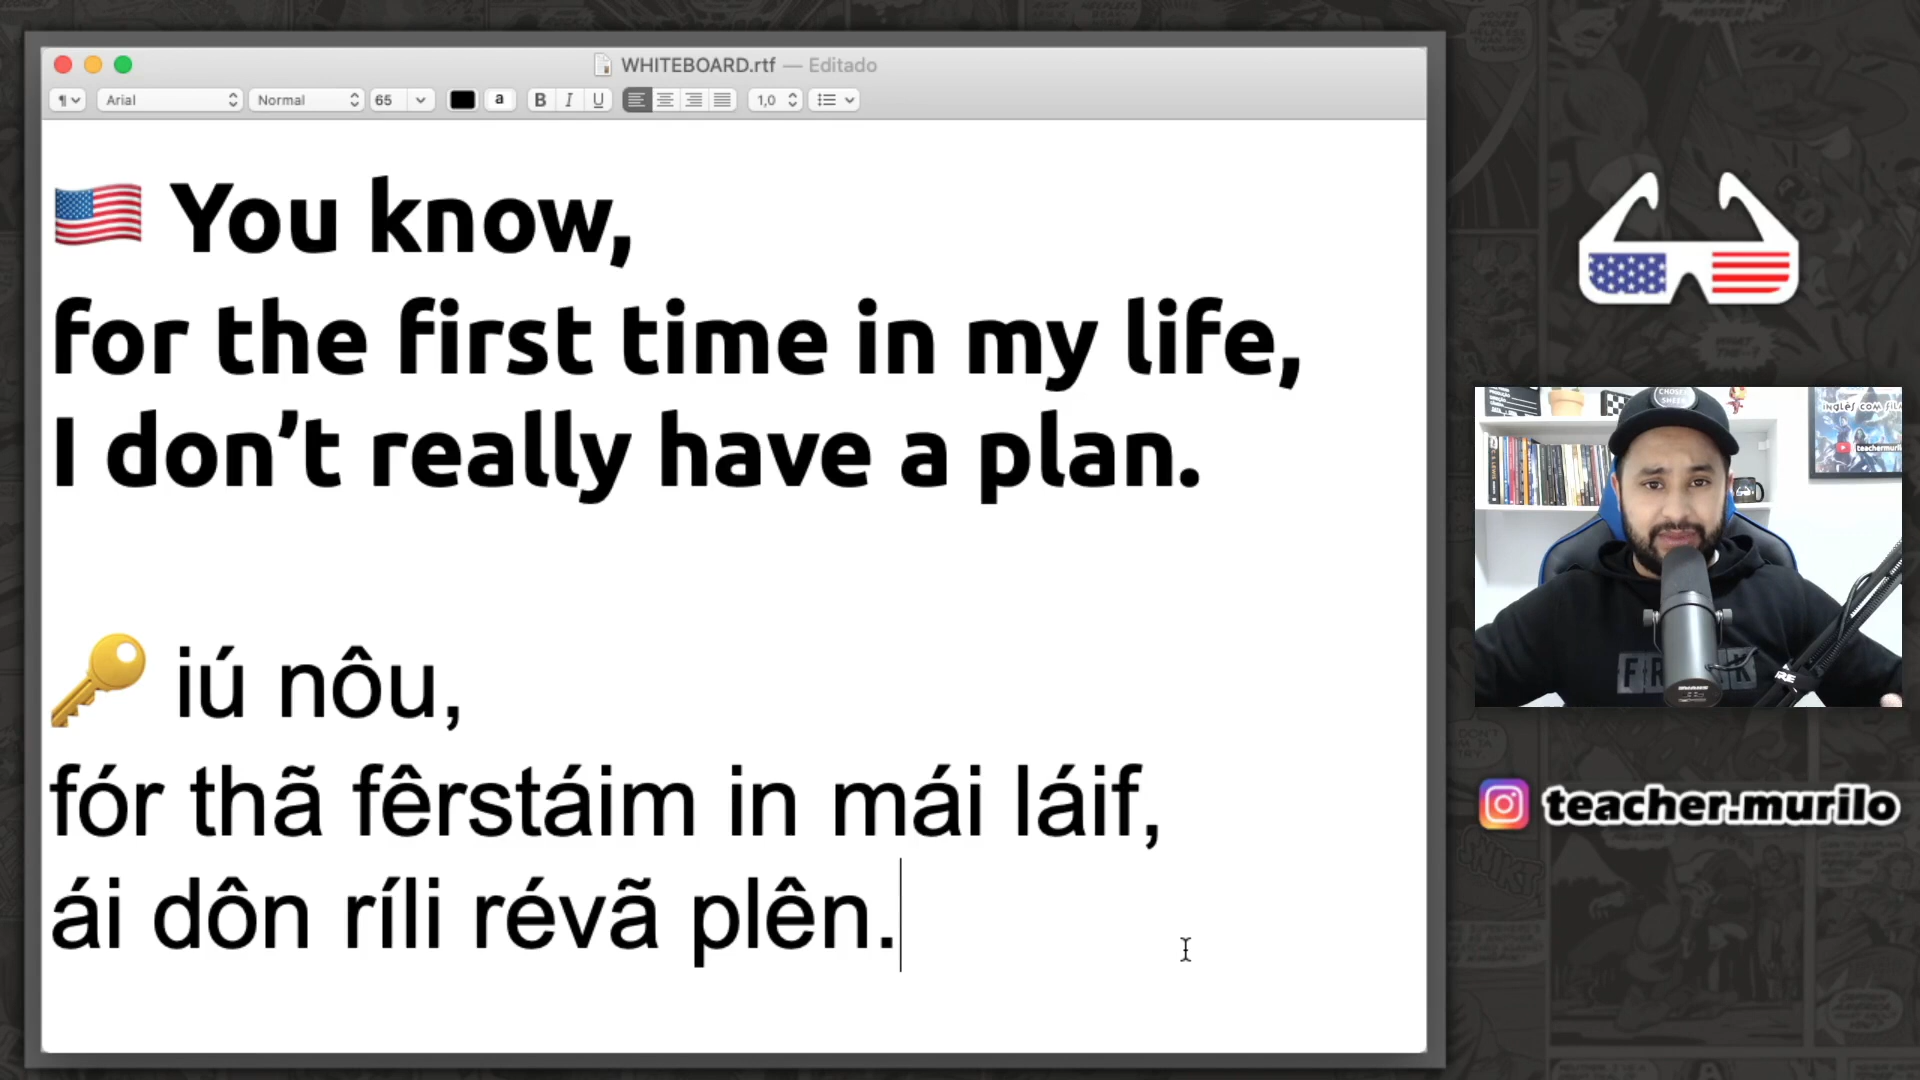 WHITEBOARD.rtf — Editado
¶ Arial Normal 65 a B I U 1,0
🇺🇸 You know,
for the first time in my life,
I don’t really have a plan.
🔑 iú nôu,
fór thã fêrstáim in mái láif,
ái dôn ríli révã plên.
teacher.murilo